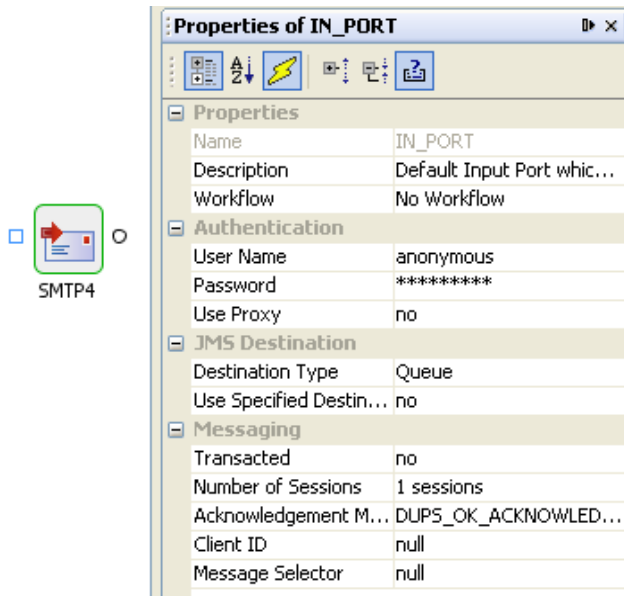 Properties of IN_PORT
Properties
Name IN_PORT
Description Default Input Port whic...
Workflow No Workflow
Authentication
User Name anonymous
Password *********
Use Proxy no
JMS Destination
Destination Type Queue
Use Specified Destin... no
Messaging
Transacted no
Number of Sessions 1 sessions
Acknowledgement M... DUPS_OK_ACKNOWLED...
Client ID null
Message Selector null
SMTP4